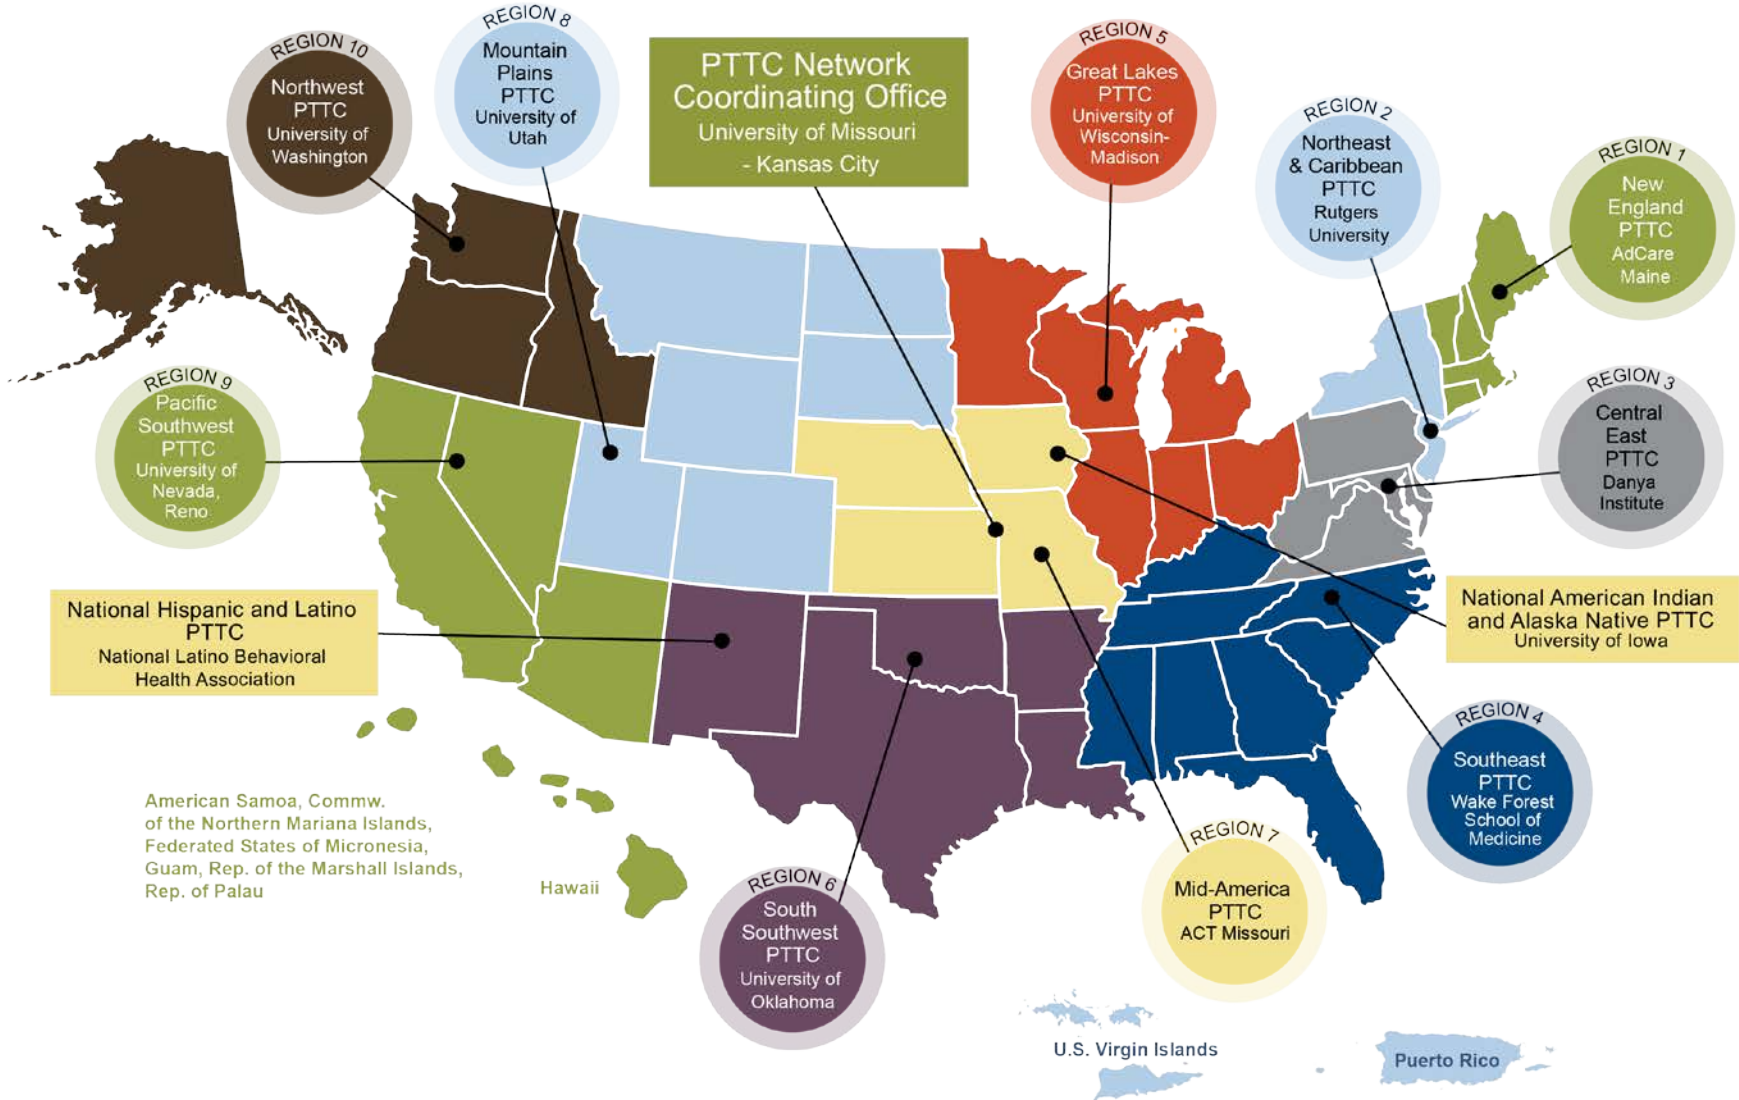 REGION 10
Northwest
PTTC
University of
Washington
REGION 8
Mountain
Plains
PTTC
University of
Utah
PTTC Network
Coordinating Office
University of Missouri
- Kansas City
REGION 5
Great Lakes
PTTC
University of
Wisconsin-
Madison
REGION 2
Northeast
& Caribbean
PTTC
Rutgers
University
REGION 1
New
England
PTTC
AdCare
Maine
REGION 9
Pacific
Southwest
PTTC
University of
Nevada,
Reno
REGION 3
Central
East
PTTC
Danya
Institute
National Hispanic and Latino
PTTC
National Latino Behavioral
Health Association
National American Indian
and Alaska Native PTTC
University of Iowa
REGION 4
Southeast
PTTC
Wake Forest
School of
Medicine
American Samoa, Commw.
of the Northern Mariana Islands,
Federated States of Micronesia,
Guam, Rep. of the Marshall Islands,
Rep. of Palau
Hawaii
REGION 6
South
Southwest
PTTC
University of
Oklahoma
REGION 7
Mid-America
PTTC
ACT Missouri
U.S. Virgin Islands
Puerto Rico